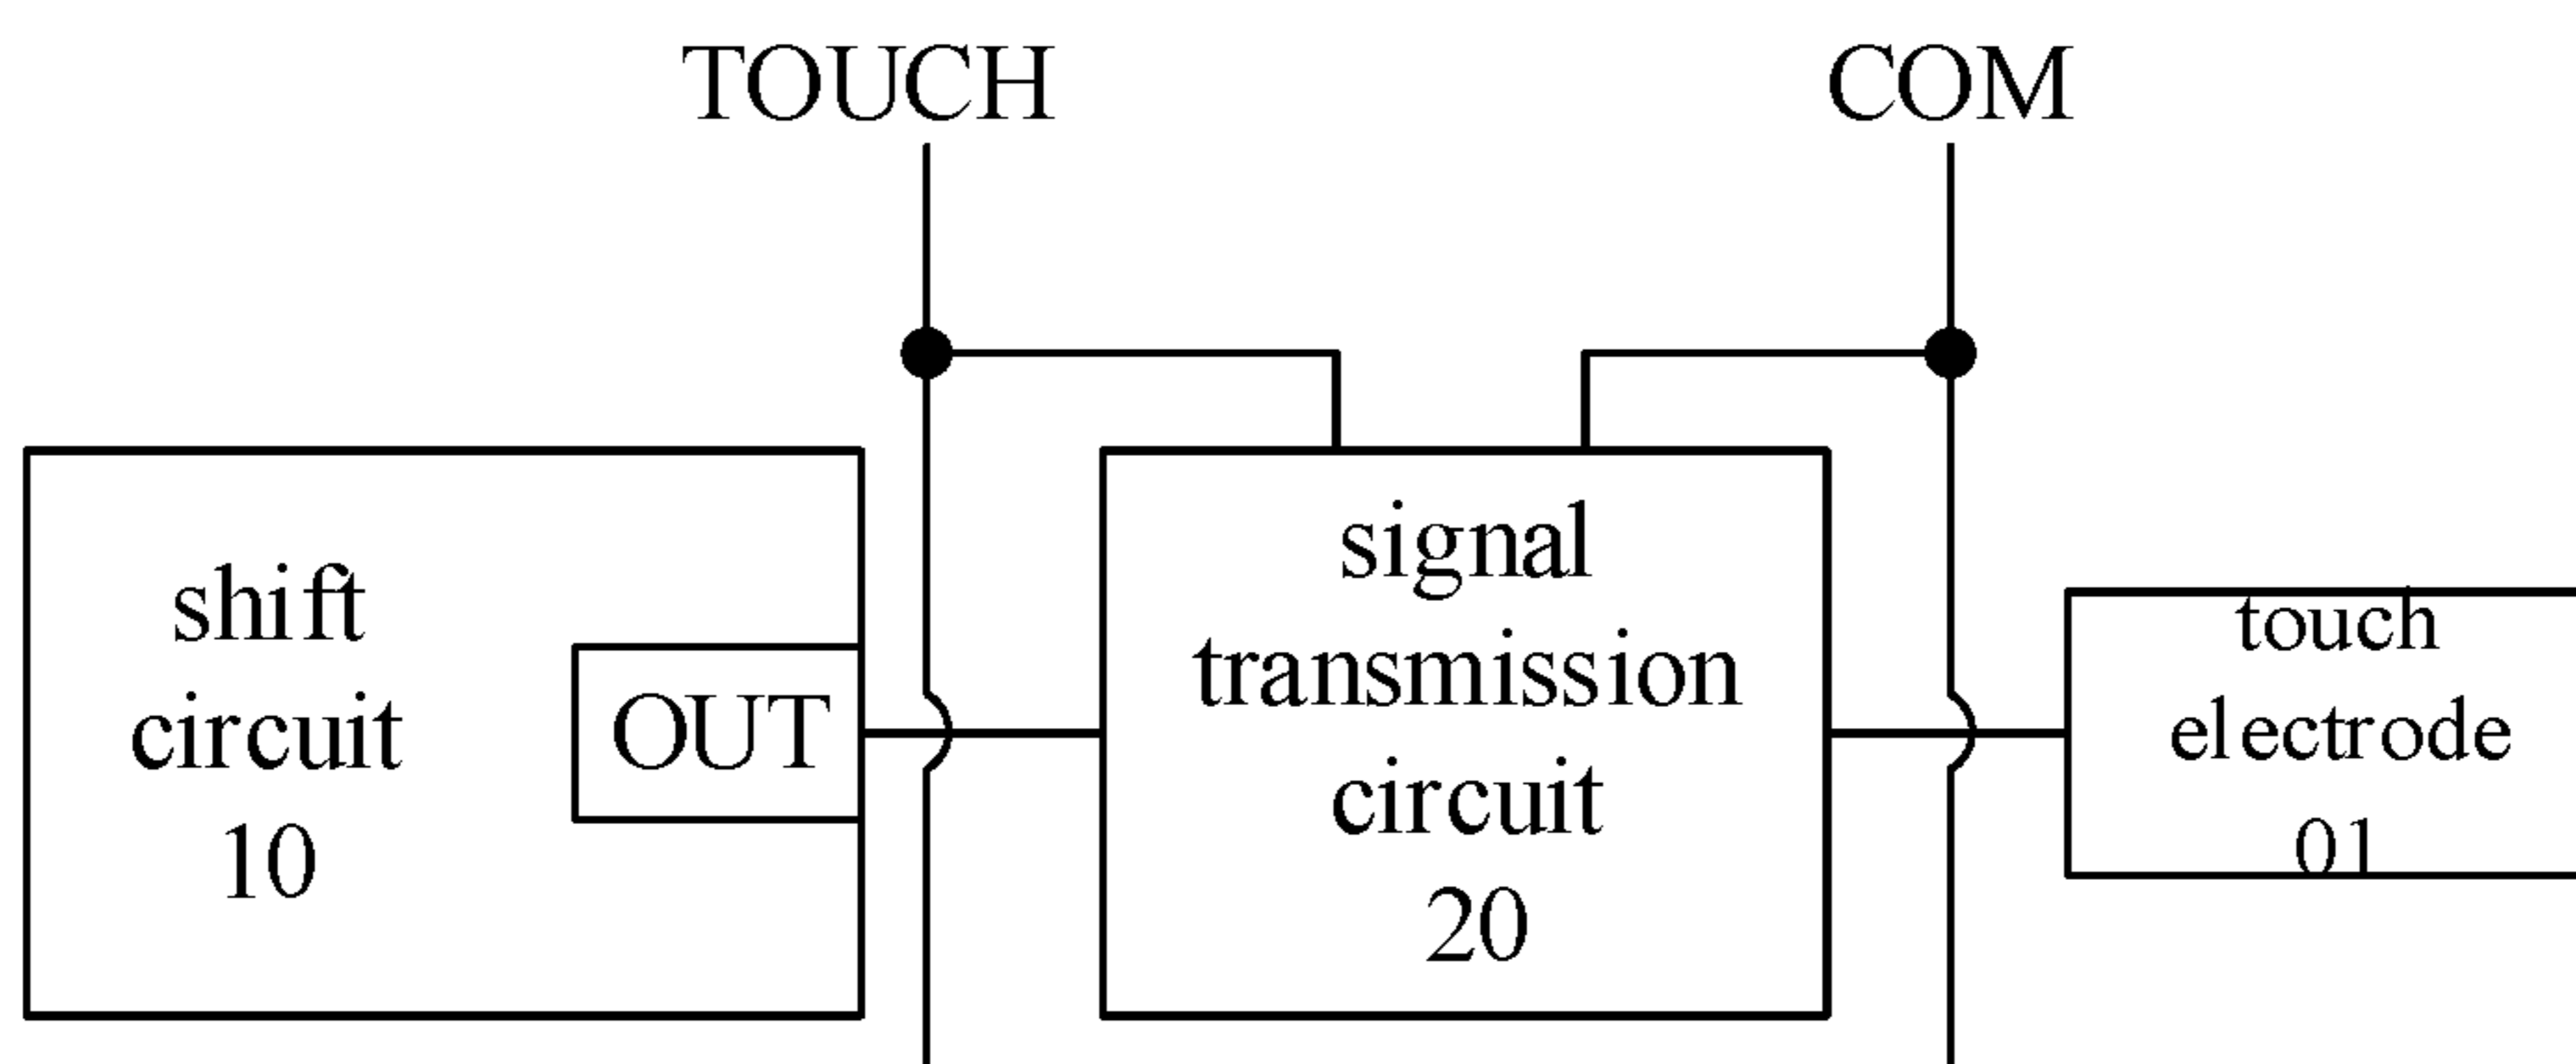 TOUCH
COM
shift
circuit
10
OUT
signal
transmission
circuit
20
touch
electrode
01